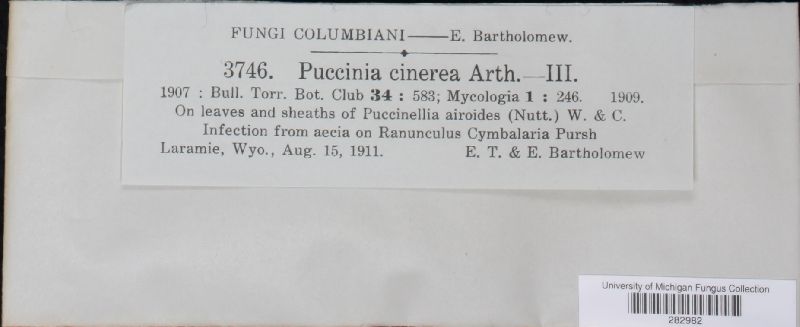 FUNGI COLUMBIANI——E. Bartholomew.
3746. Puccinia cinerea Arth.—III.
1907 : Bull. Torr. Bot. Club 34 : 583; Mycologia 1 : 246. 1909.
On leaves and sheaths of Puccinellia airoides (Nutt.) W. & C.
Infection from aecia on Ranunculus Cymbalaria Pursh
Laramie, Wyo., Aug. 15, 1911. E. T. & E. Bartholomew
University of Michigan Fungus Collection
282982